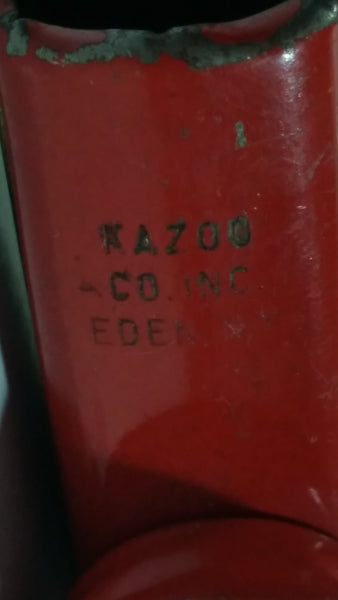 KAZOO
CO. INC.
EDEN, N.Y.